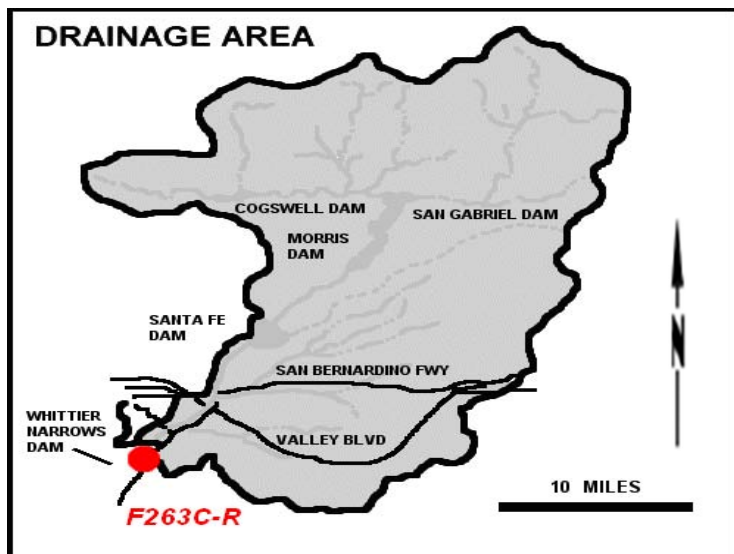 DRAINAGE AREA
COGSWELL DAM
SAN GABRIEL DAM
MORRIS
DAM
SANTA FE
DAM
SAN BERNARDINO FWY
WHITTIER
NARROWS
DAM
VALLEY BLVD
N
10 MILES
F263C-R